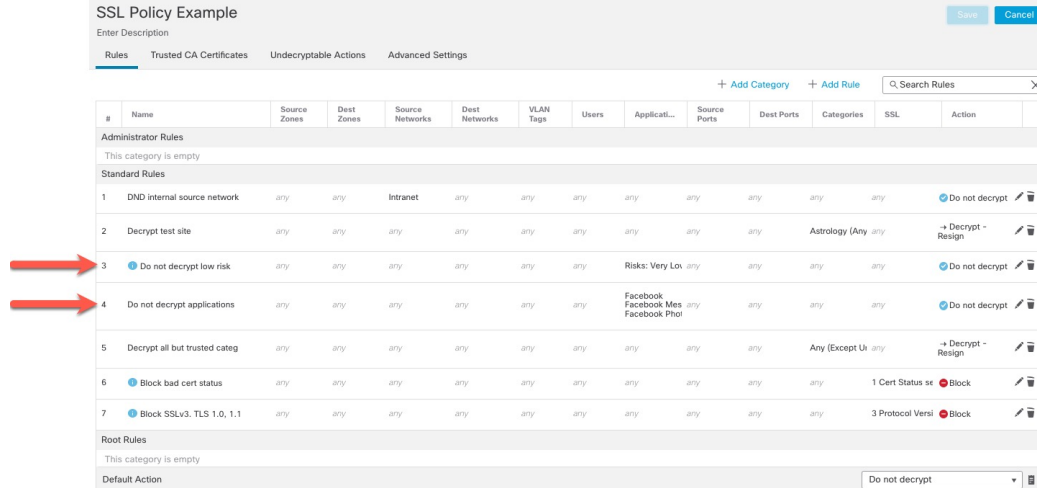 SSL Policy Example
Save Cancel
Enter Description
Rules Trusted CA Certificates Undecryptable Actions Advanced Settings
+ Add Category + Add Rule Search Rules X
# Name Source Zones Dest Zones Source Networks Dest Networks VLAN Tags Users Applicati... Source Ports Dest Ports Categories SSL Action
Administrator Rules
This category is empty
Standard Rules
1 DND internal source network any any Intranet any any any any any any any any Do not decrypt
2 Decrypt test site any any any any any any any any any Astrology (Any any → Decrypt - Resign
3 Do not decrypt low risk any any any any any any Risks: Very Lov any any any any Do not decrypt
4 Do not decrypt applications any any any any any any Facebook Facebook Mes Facebook Phot any any any any Do not decrypt
5 Decrypt all but trusted categ any any any any any any any any any Any (Except Ur any → Decrypt - Resign
6 Block bad cert status any any any any any any any any any any 1 Cert Status se Block
7 Block SSLv3. TLS 1.0, 1.1 any any any any any any any any any any 3 Protocol Versi Block
Root Rules
This category is empty
Default Action Do not decrypt